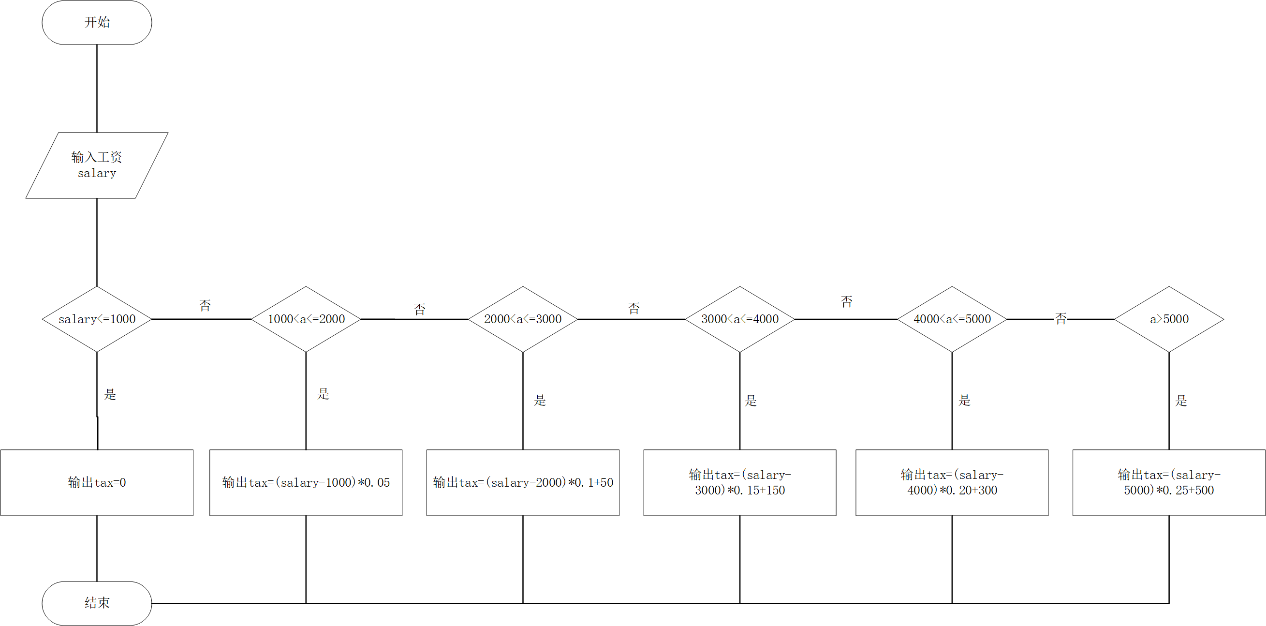 开始
输入工资
salary
salary<=1000
否
1000<a<=2000
否
2000<a<=3000
否
3000<a<=4000
否
4000<a<=5000
否
a>5000
是
是
是
是
是
是
输出tax=0
输出tax=(salary-1000)*0.05
输出tax=(salary-2000)*0.1+50
输出tax=(salary-
3000)*0.15+150
输出tax=(salary-
4000)*0.20+300
输出tax=(salary-
5000)*0.25+500
结束